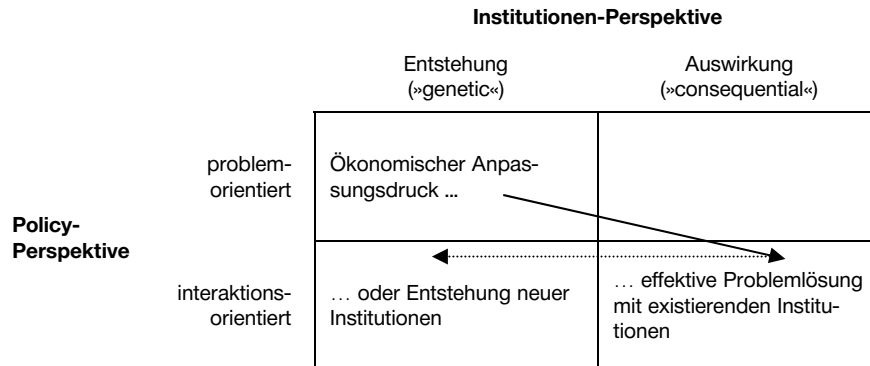 Institutionen-Perspektive
Entstehung
(»genetic«)
Auswirkung
(»consequential«)
problem-
orientiert
Ökonomischer Anpas-
sungsdruck ...
Policy-
Perspektive
interaktions-
orientiert
… oder Entstehung neuer
Institutionen
… effektive Problemlösung
mit existierenden Institu-
tionen